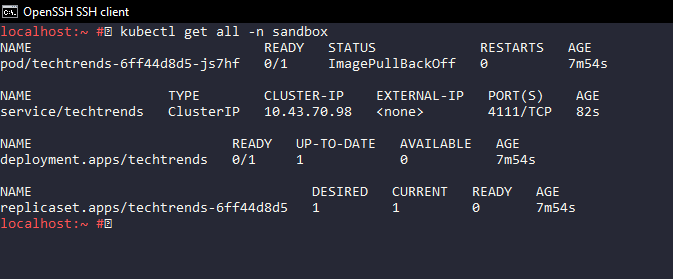 OpenSSH SSH client
localhost:~ # kubectl get all -n sandbox
NAME READY STATUS RESTARTS AGE
pod/techtrends-6ff44d8d5-js7hf 0/1 ImagePullBackOff 0 7m54s
NAME TYPE CLUSTER-IP EXTERNAL-IP PORT(S) AGE
service/techtrends ClusterIP 10.43.70.98 <none> 4111/TCP 82s
NAME READY UP-TO-DATE AVAILABLE AGE
deployment.apps/techtrends 0/1 1 0 7m54s
NAME DESIRED CURRENT READY AGE
replicaset.apps/techtrends-6ff44d8d5 1 1 0 7m54s
localhost:~ #